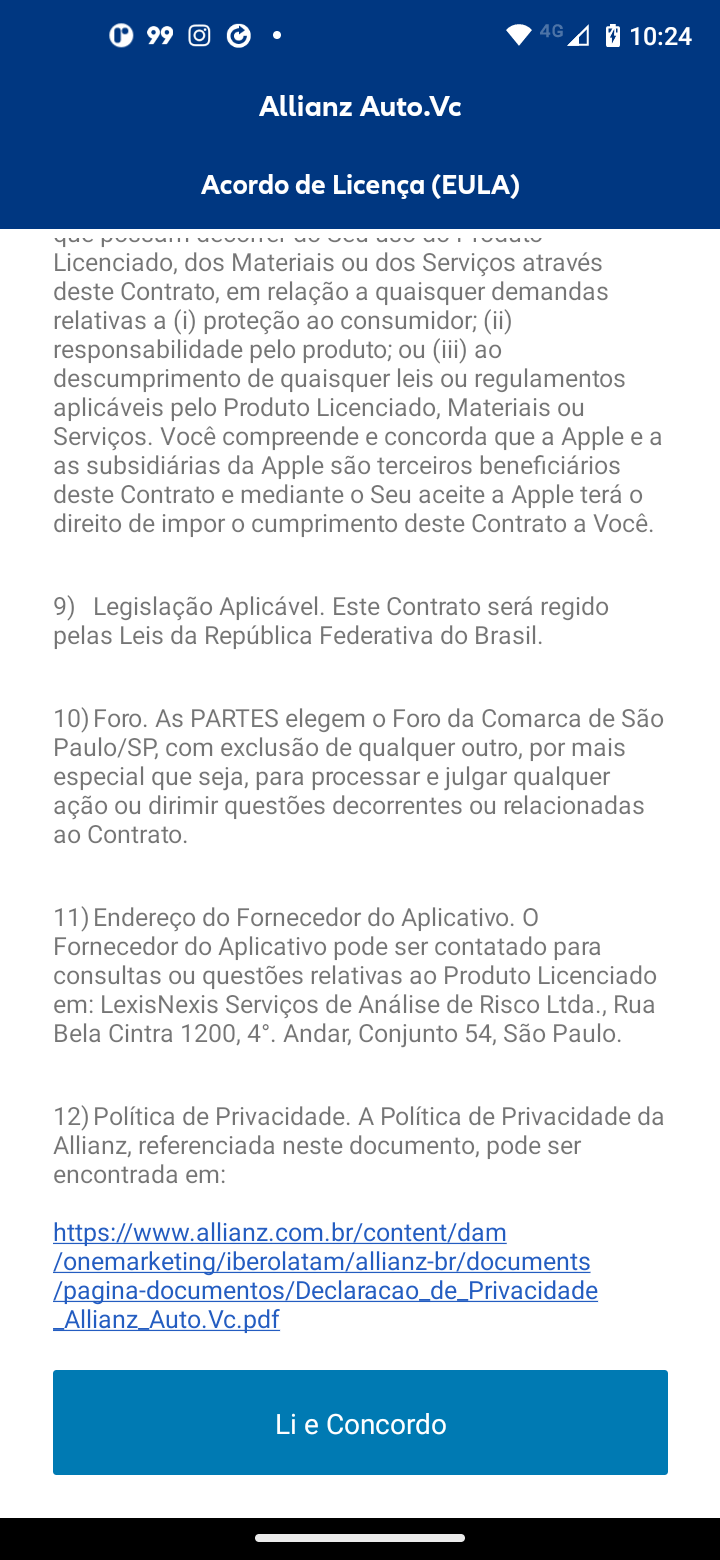 99
4G
10:24
Allianz Auto.Vc
Acordo de Licença (EULA)
que possam decorrer do Seu uso do Produto
Licenciado, dos Materiais ou dos Serviços através
deste Contrato, em relação a quaisquer demandas
relativas a (i) proteção ao consumidor; (ii)
responsabilidade pelo produto; ou (iii) ao
descumprimento de quaisquer leis ou regulamentos
aplicáveis pelo Produto Licenciado, Materiais ou
Serviços. Você compreende e concorda que a Apple e a
as subsidiárias da Apple são terceiros beneficiários
deste Contrato e mediante o Seu aceite a Apple terá o
direito de impor o cumprimento deste Contrato a Você.
9) Legislação Aplicável. Este Contrato será regido
pelas Leis da República Federativa do Brasil.
10) Foro. As PARTES elegem o Foro da Comarca de São
Paulo/SP, com exclusão de qualquer outro, por mais
especial que seja, para processar e julgar qualquer
ação ou dirimir questões decorrentes ou relacionadas
ao Contrato.
11) Endereço do Fornecedor do Aplicativo. O
Fornecedor do Aplicativo pode ser contatado para
consultas ou questões relativas ao Produto Licenciado
em: LexisNexis Serviços de Análise de Risco Ltda., Rua
Bela Cintra 1200, 4°. Andar, Conjunto 54, São Paulo.
12) Política de Privacidade. A Política de Privacidade da
Allianz, referenciada neste documento, pode ser
encontrada em:
https://www.allianz.com.br/content/dam
/onemarketing/iberolatam/allianz-br/documents
/pagina-documentos/Declaracao_de_Privacidade
_Allianz_Auto.Vc.pdf
Li e Concordo